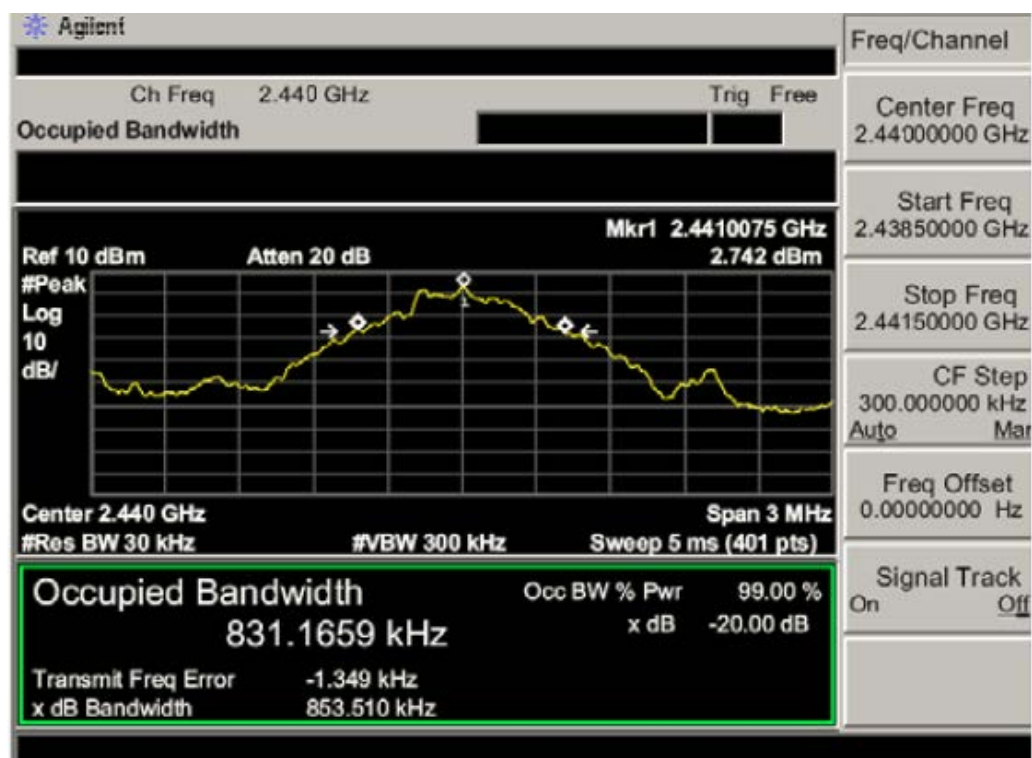 Agilent
Freq/Channel
Ch Freq 2.440 GHz Trig Free
Occupied Bandwidth
Center Freq
2.44000000 GHz
Start Freq
2.43850000 GHz
Stop Freq
2.44150000 GHz
CF Step
300.000000 kHz
Auto Man
Freq Offset
0.00000000 Hz
Signal Track
On Off
Mkr1 2.4410075 GHz
Ref 10 dBm Atten 20 dB 2.742 dBm
#Peak
Log
10
dB/
1
Center 2.440 GHz Span 3 MHz
#Res BW 30 kHz #VBW 300 kHz Sweep 5 ms (401 pts)
Occupied Bandwidth Occ BW % Pwr 99.00 %
831.1659 kHz x dB -20.00 dB
Transmit Freq Error -1.349 kHz
x dB Bandwidth 853.510 kHz